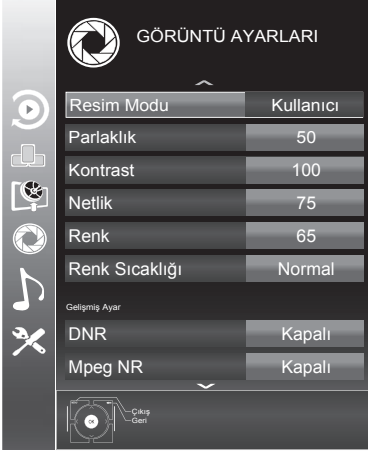 GÖRÜNTÜ AYARLARI
Resim Modu Kullanıcı
Parlaklık 50
Kontrast 100
Netlik 75
Renk 65
Renk Sıcaklığı Normal
Gelişmiş Ayar
DNR Kapalı
Mpeg NR Kapalı
Çıkış
Geri
OK